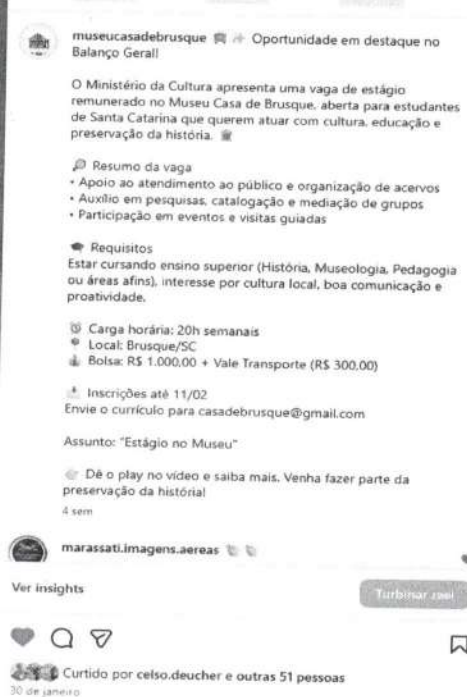 museucasadebrusque Oportunidade em destaque no
Balanço Geral!
O Ministério da Cultura apresenta uma vaga de estágio
remunerado no Museu Casa de Brusque, aberta para estudantes
de Santa Catarina que querem atuar com cultura, educação e
preservação da história.
Resumo da vaga
• Apoio ao atendimento ao público e organização de acervos
• Auxílio em pesquisas, catalogação e mediação de grupos
• Participação em eventos e visitas guiadas
Requisitos
Estar cursando ensino superior (História, Museologia, Pedagogia
ou áreas afins), interesse por cultura local, boa comunicação e
proatividade.
Carga horária: 20h semanais
Local: Brusque/SC
Bolsa: R$ 1.000,00 + Vale Transporte (R$ 300,00)
Inscrições até 11/02
Envie o currículo para casadebrusque@gmail.com
Assunto: "Estágio no Museu"
Dê o play no vídeo e saiba mais. Venha fazer parte da
preservação da história!
4 sem
marassati.imagens.aereas
Ver insights
Turbinar reel
Curtido por celso.deucher e outras 51 pessoas
30 de janeiro